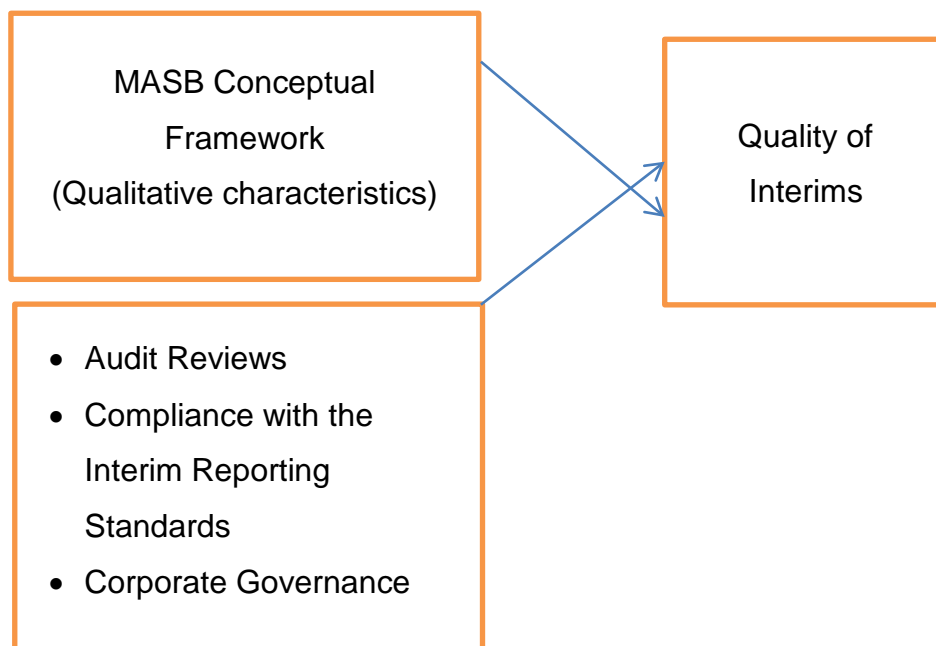 MASB Conceptual
Framework
(Qualitative characteristics)
Quality of
Interims
• Audit Reviews
• Compliance with the
Interim Reporting
Standards
• Corporate Governance